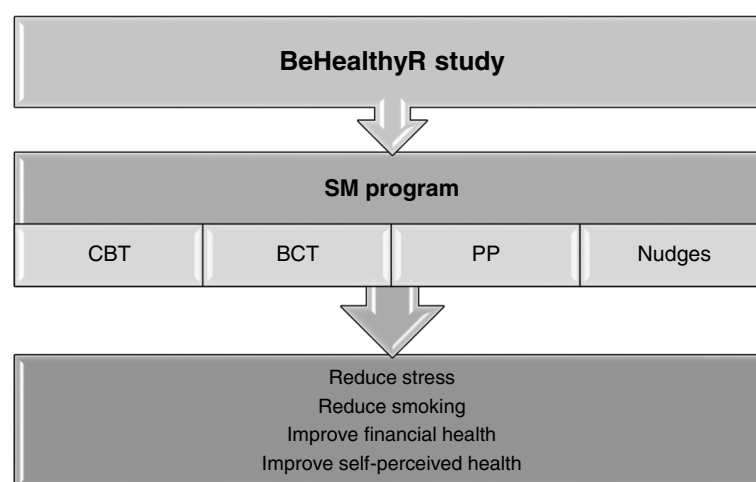 BeHealthyR study
SM program
CBT BCT PP Nudges
Reduce stress
Reduce smoking
Improve financial health
Improve self-perceived health